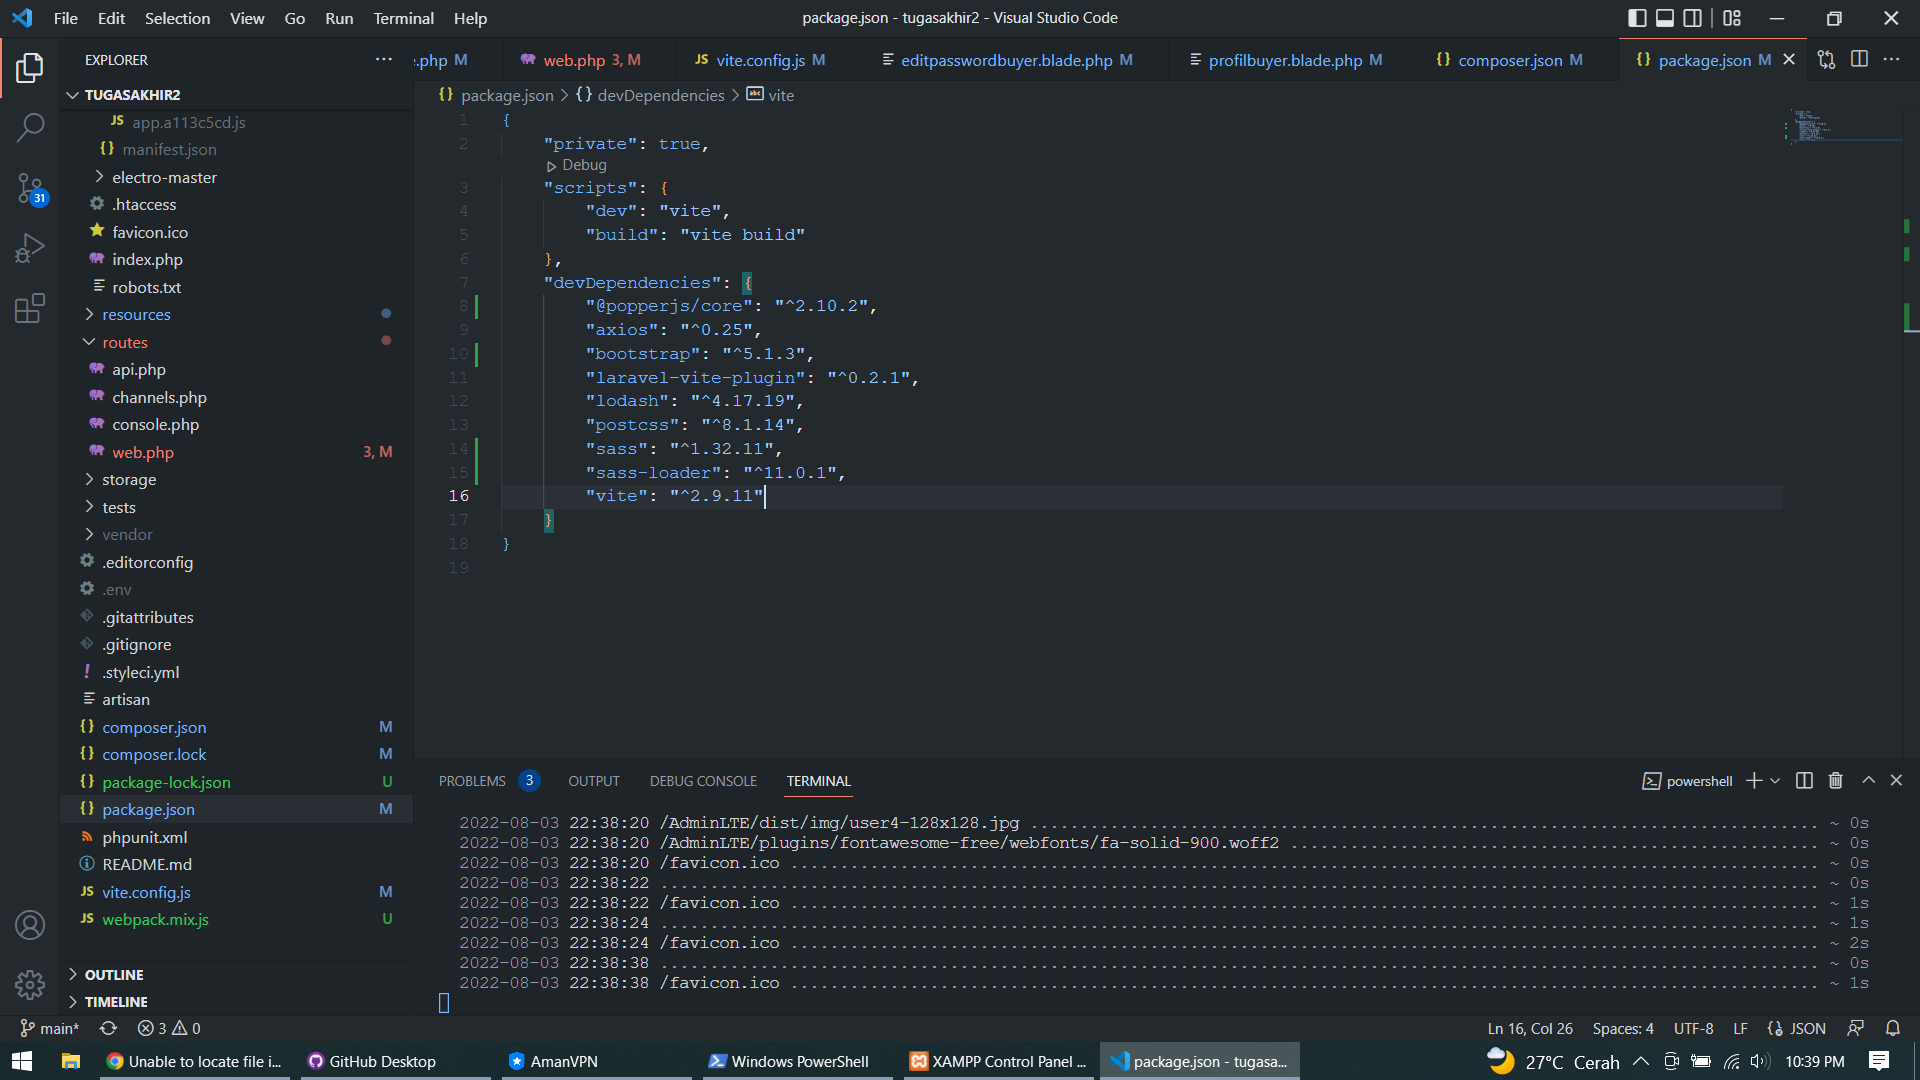 File Edit Selection View Go Run Terminal Help
package.json - tugasakhir2 - Visual Studio Code
EXPLORER
e.php M
web.php 3, M
JS vite.config.js M
editpasswordbuyer.blade.php M
profilbuyer.blade.php M
{} composer.json M
{} package.json M
TUGASAKHIR2
JS app.a113c5cd.js
{} manifest.json
electro-master
.htaccess
favicon.ico
index.php
robots.txt
resources
routes
api.php
channels.php
console.php
web.php 3, M
storage
tests
vendor
.editorconfig
.env
.gitattributes
.gitignore
! .styleci.yml
artisan
{} composer.json M
{} composer.lock M
{} package-lock.json U
{} package.json M
phpunit.xml
README.md
JS vite.config.js M
JS webpack.mix.js U
OUTLINE
TIMELINE
31
{} package.json > {} devDependencies > abc vite
1 {
2 "private": true,
Debug
3 "scripts": {
4 "dev": "vite",
5 "build": "vite build"
6 },
7 "devDependencies": {
8 "@popperjs/core": "^2.10.2",
9 "axios": "^0.25",
10 "bootstrap": "^5.1.3",
11 "laravel-vite-plugin": "^0.2.1",
12 "lodash": "^4.17.19",
13 "postcss": "^8.1.14",
14 "sass": "^1.32.11",
15 "sass-loader": "^11.0.1",
16 "vite": "^2.9.11"
17 }
18 }
19
PROBLEMS 3 OUTPUT DEBUG CONSOLE TERMINAL
powershell
2022-08-03 22:38:20 /AdminLTE/dist/img/user4-128x128.jpg ............................................................................... ~ 0s
2022-08-03 22:38:20 /AdminLTE/plugins/fontawesome-free/webfonts/fa-solid-900.woff2 ..................................................... ~ 0s
2022-08-03 22:38:20 /favicon.ico ....................................................................................................... ~ 0s
2022-08-03 22:38:22 .................................................................................................................... ~ 0s
2022-08-03 22:38:22 /favicon.ico ....................................................................................................... ~ 1s
2022-08-03 22:38:24 .................................................................................................................... ~ 1s
2022-08-03 22:38:24 /favicon.ico ....................................................................................................... ~ 2s
2022-08-03 22:38:38 .................................................................................................................... ~ 0s
2022-08-03 22:38:38 /favicon.ico ....................................................................................................... ~ 1s
main* 3 0
Ln 16, Col 26 Spaces: 4 UTF-8 LF JSON
Unable to locate file i... GitHub Desktop AmanVPN Windows PowerShell XAMPP Control Panel ... package.json - tugasa...
27°C Cerah 10:39 PM